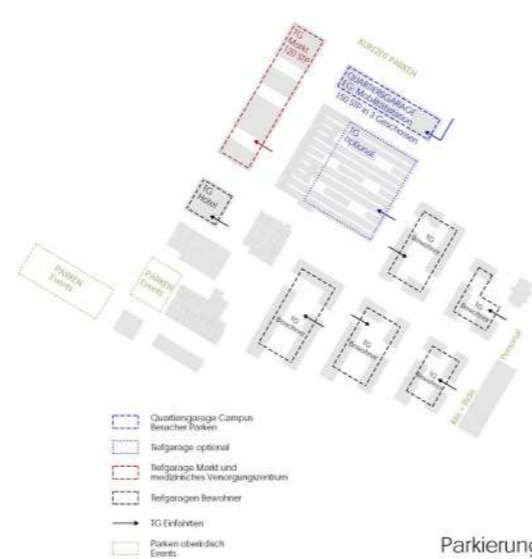 TG
Markt
120 STP
KURZZEIT PARKEN
QUARTIERSGARAGE
EG: Mobilitätsstation
150 STP in 3 Geschossen
TG
optional
TG
Hotel
TG
Bewohner
PARKEN
Events
PARKEN
Events
TG
Bewohner
TG
Bewohner
TG
Bewohner
TG
Bewohner
Personal
Kiss + Ride
Quartiersgarage Campus
Besucher Parken
Tiefgarage optional
Tiefgarage Markt und
medizinisches Versorgungszentrum
Tiefgaragen Bewohner
TG Einfahrten
Parken oberirdisch
Events
Parkierung